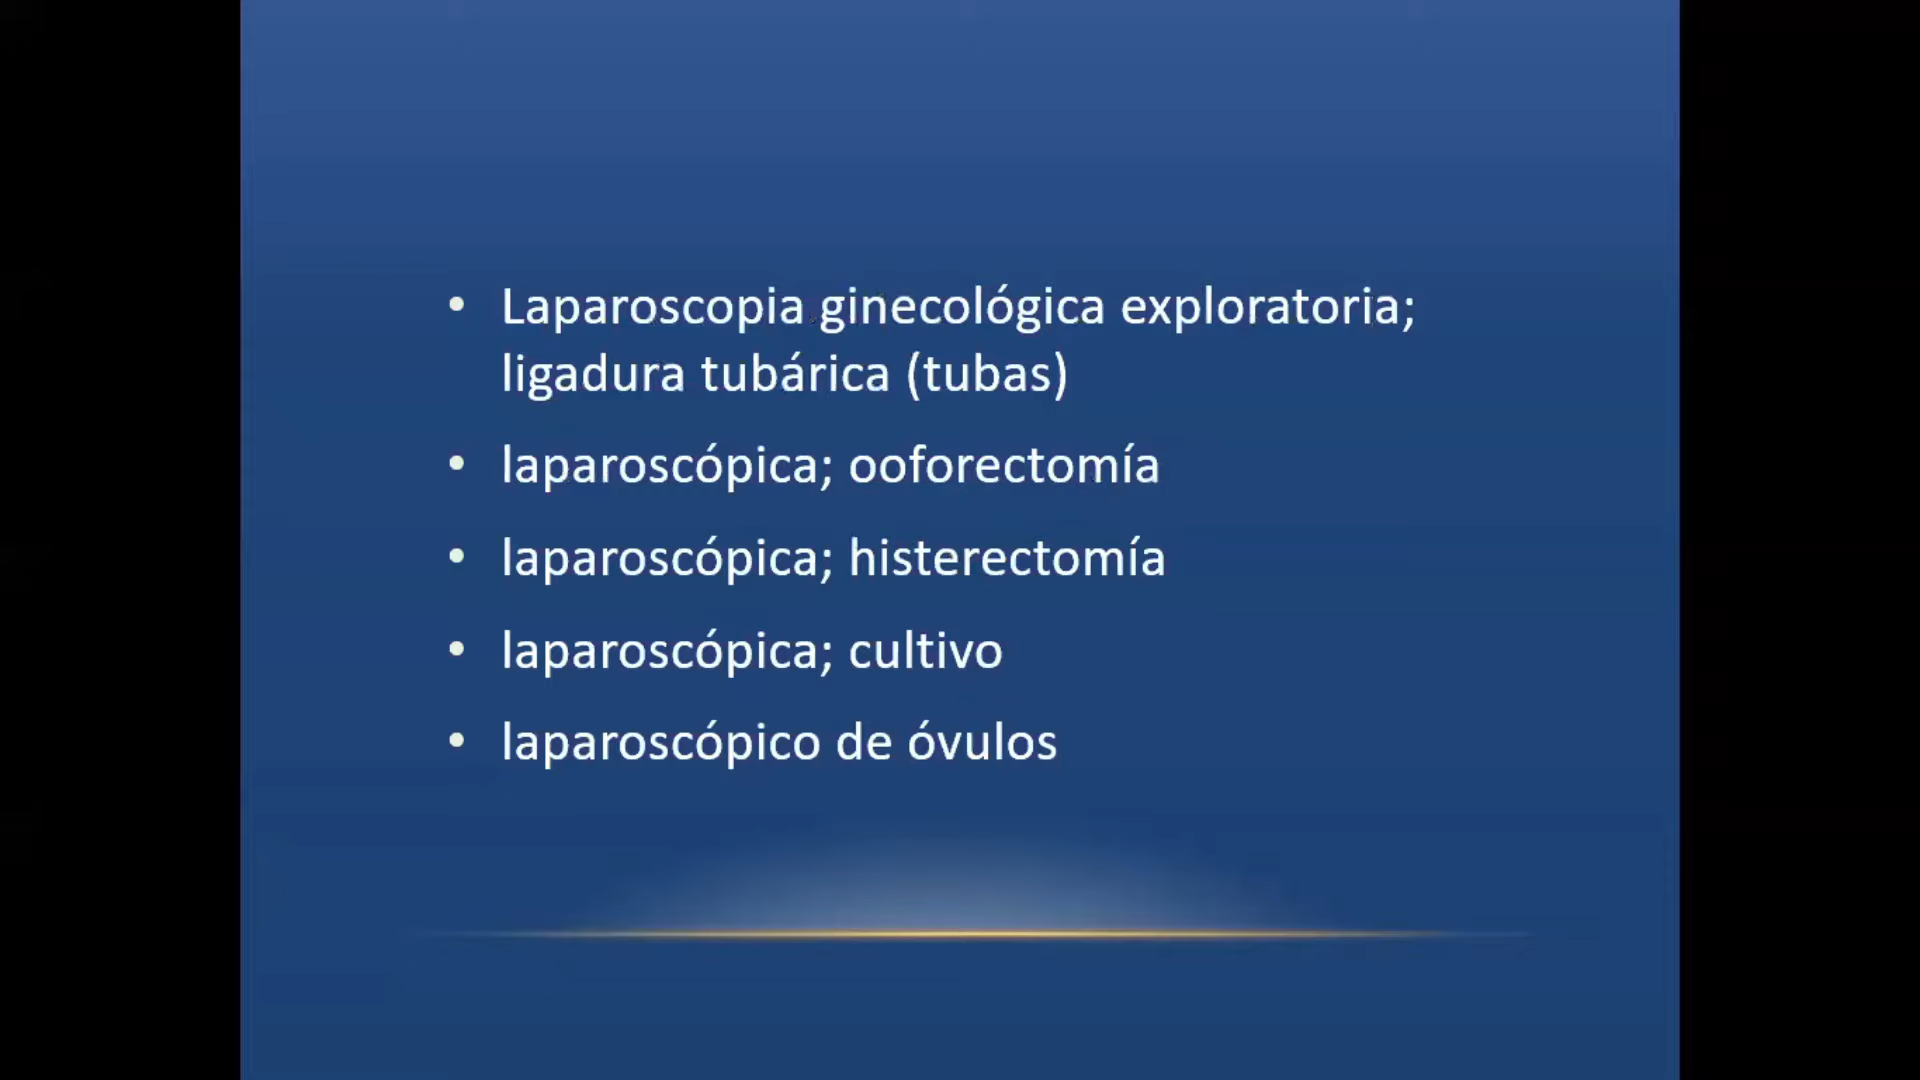 • Laparoscopia ginecológica exploratoria;
ligadura tubárica (tubas)
• laparoscópica; ooforectomía
• laparoscópica; histerectomía
• laparoscópica; cultivo
• laparoscópico de óvulos